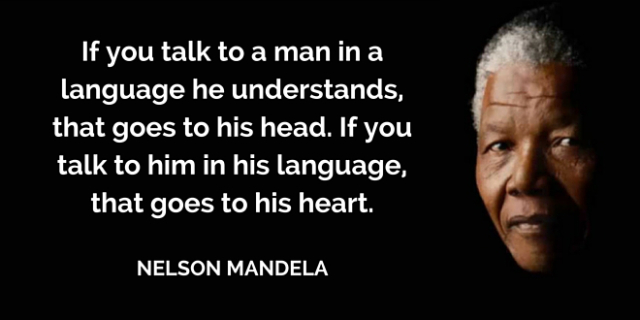 If you talk to a man in a
language he understands,
that goes to his head. If you
talk to him in his language,
that goes to his heart.
NELSON MANDELA